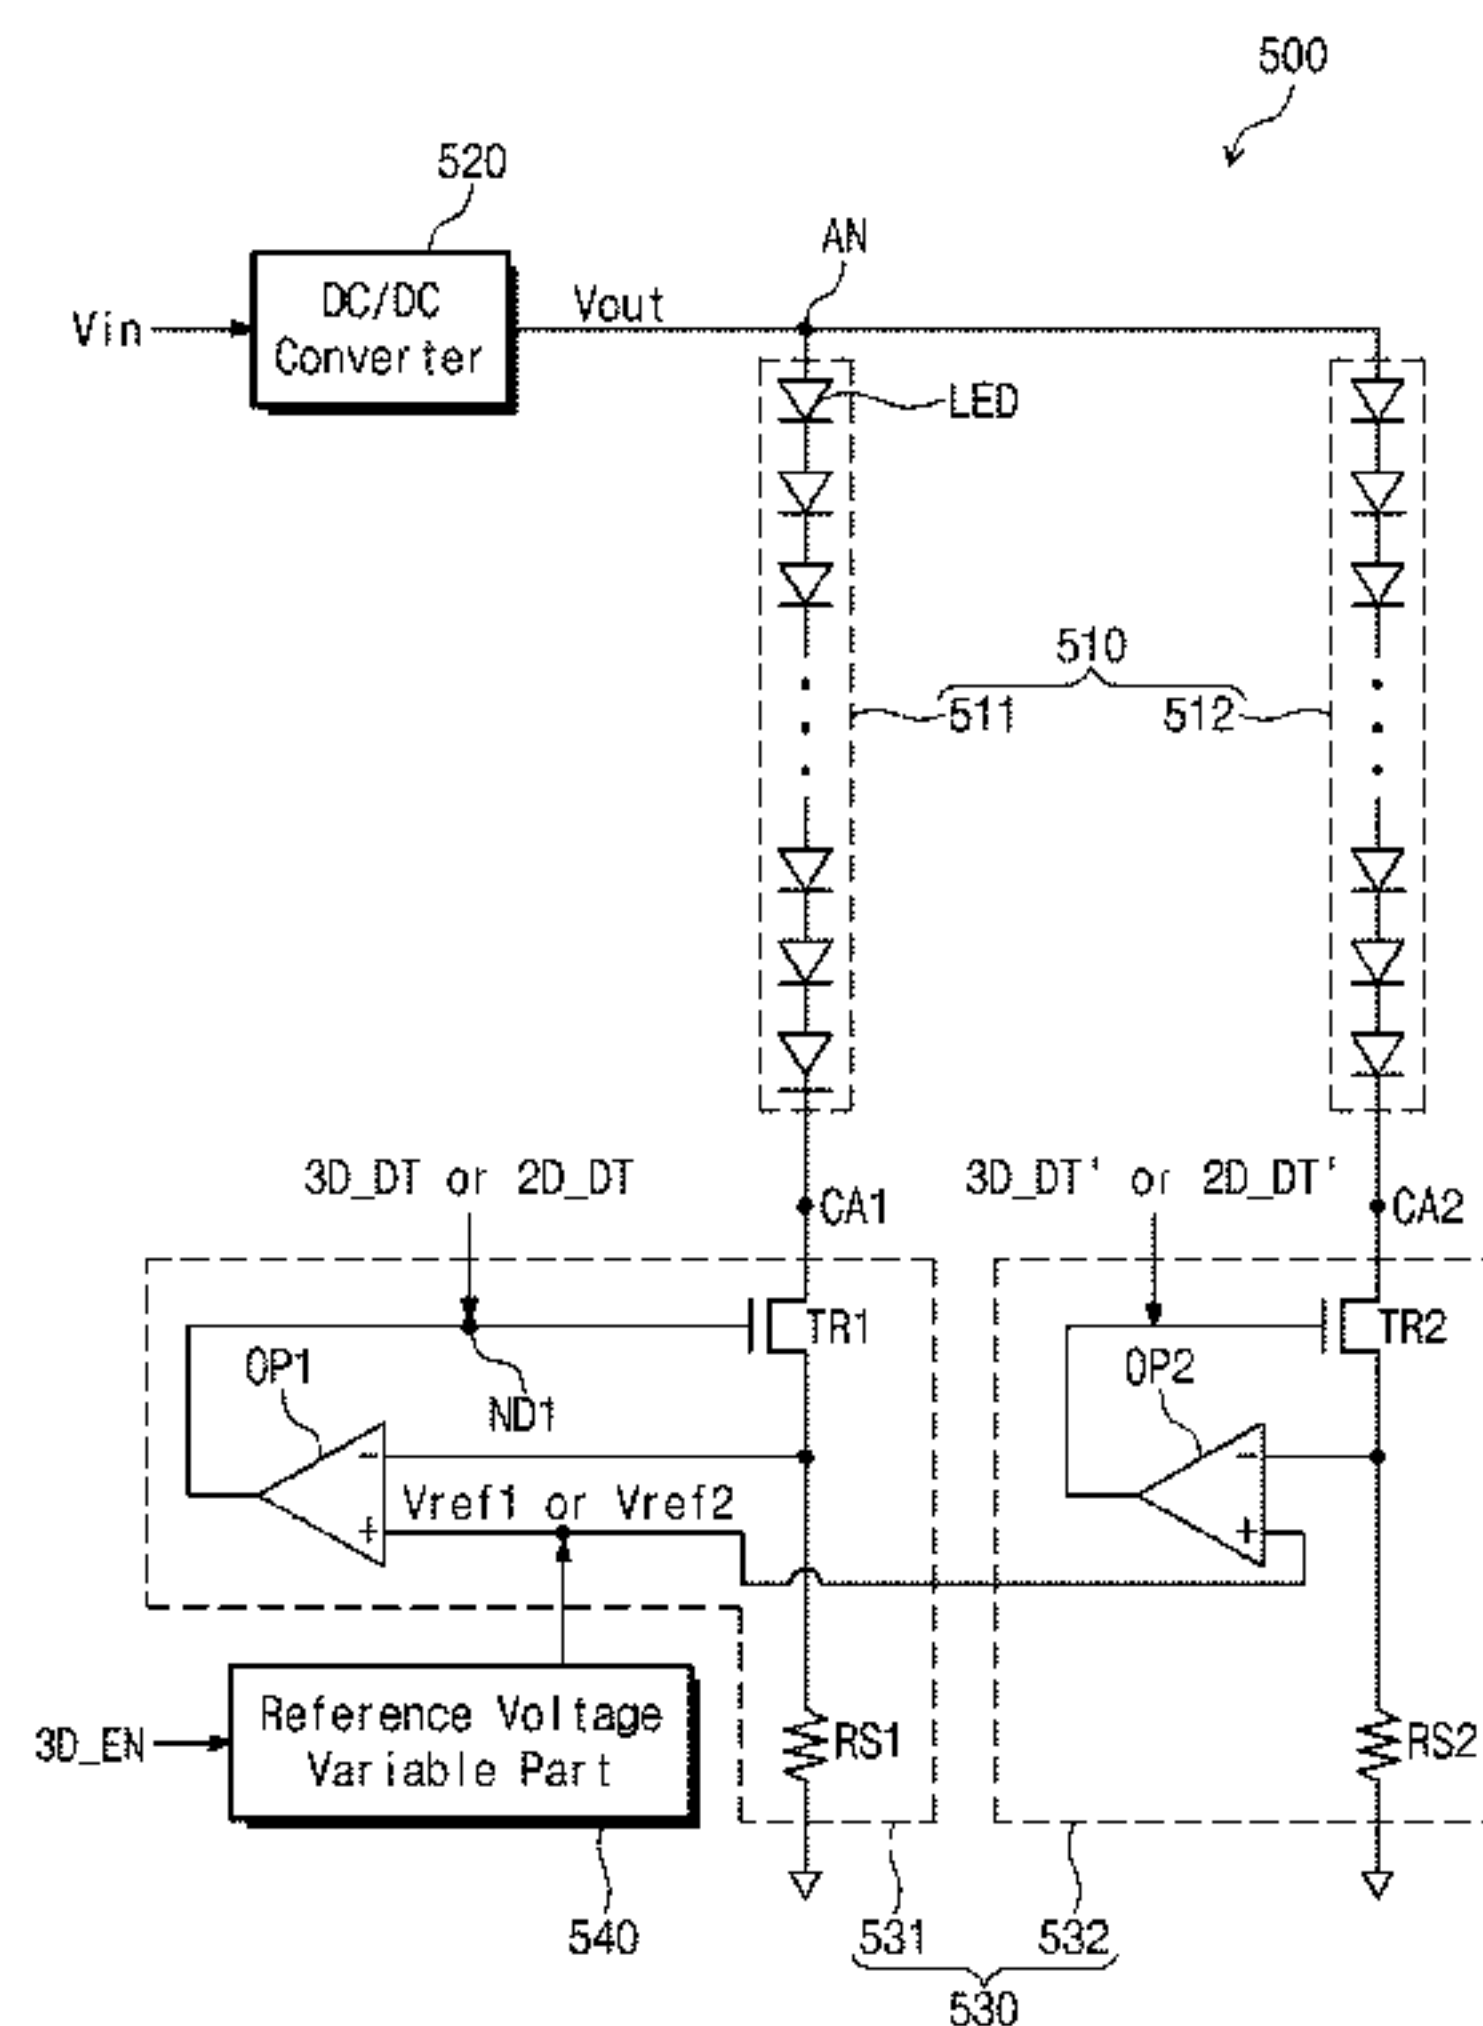 500
520
AN
Vin
DC/DC
Converter
Vout
LED
510
511
512
3D_DT or 2D_DT
CA1
3D_DT' or 2D_DT'
CA2
TR1
TR2
OP1
ND1
OP2
-
-
Vref1 or Vref2
+
+
3D_EN
Reference Voltage
Variable Part
RS1
RS2
540
531
532
530